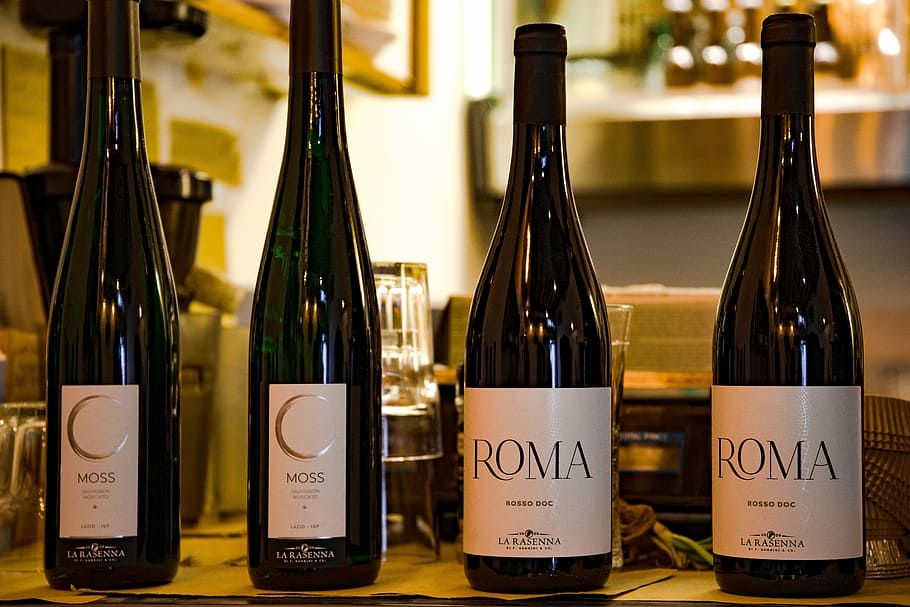 MOSS
SAUVIGNON
MOSCATO
LAZIO - IGP
LA RASENNA
MOSS
SAUVIGNON
MOSCATO
LAZIO - IGP
LA RASENNA
ROMA
ROSSO DOC
LA RASENNA
ROMA
ROSSO DOC
LA RASENNA